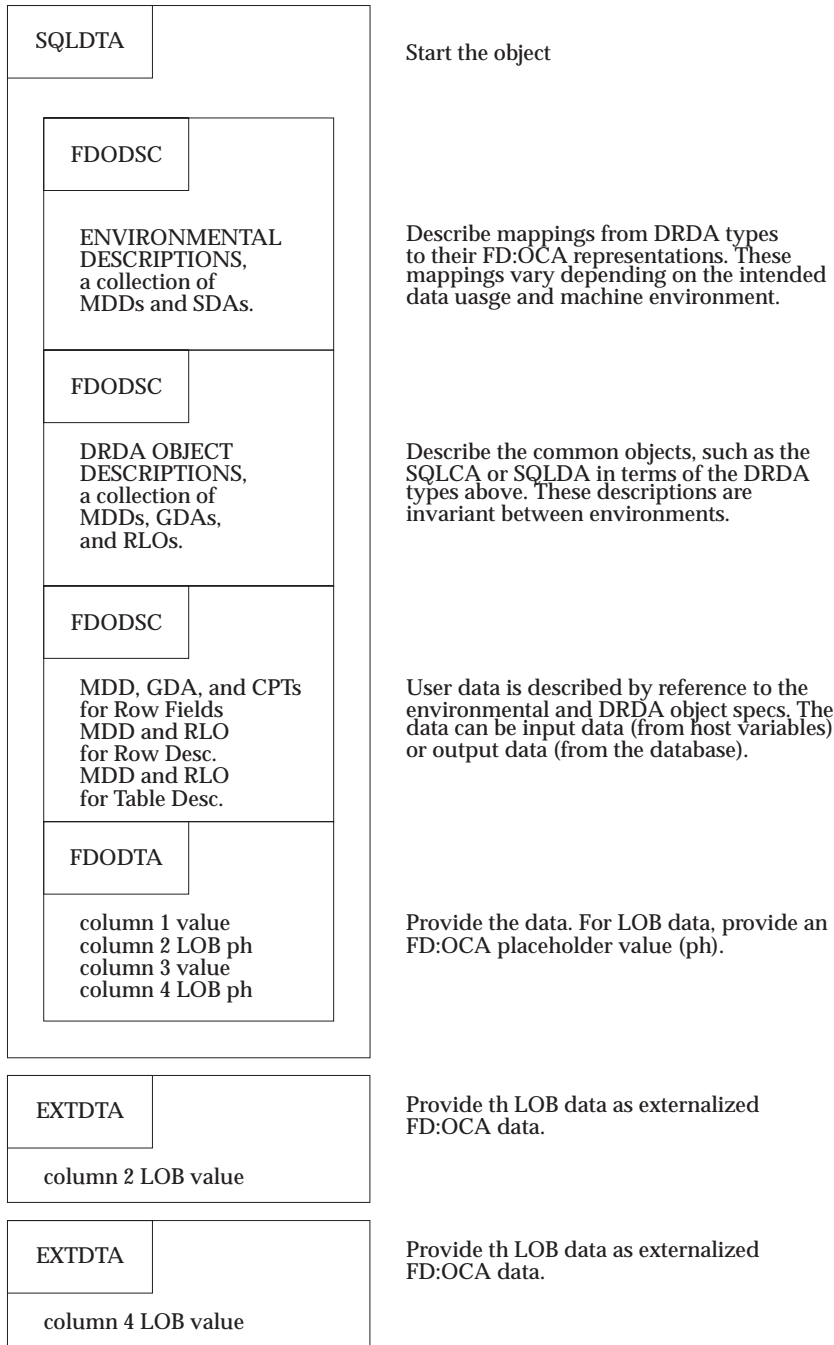 SQLDTA
Start the object
FDODSC
ENVIRONMENTAL
DESCRIPTIONS,
a collection of
MDDs and SDAs.
Describe mappings from DRDA types
to their FD:OCA representations. These
mappings vary depending on the intended
data uasge and machine environment.
FDODSC
DRDA OBJECT
DESCRIPTIONS,
a collection of
MDDs, GDAs,
and RLOs.
Describe the common objects, such as the
SQLCA or SQLDA in terms of the DRDA
types above. These descriptions are
invariant between environments.
FDODSC
MDD, GDA, and CPTs
for Row Fields
MDD and RLO
for Row Desc.
MDD and RLO
for Table Desc.
User data is described by reference to the
environmental and DRDA object specs. The
data can be input data (from host variables)
or output data (from the database).
FDODTA
column 1 value
column 2 LOB ph
column 3 value
column 4 LOB ph
Provide the data. For LOB data, provide an
FD:OCA placeholder value (ph).
EXTDTA
Provide th LOB data as externalized
FD:OCA data.
column 2 LOB value
EXTDTA
Provide th LOB data as externalized
FD:OCA data.
column 4 LOB value